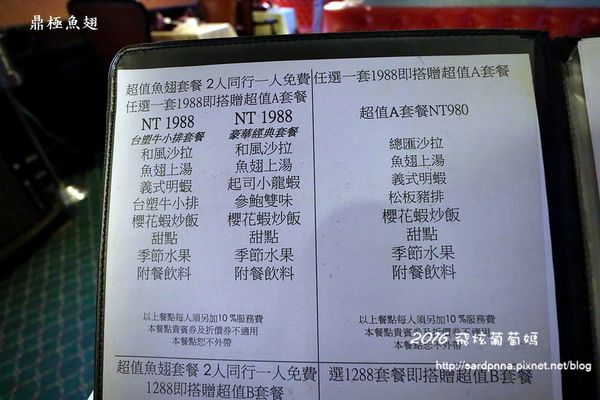 鼎極魚翅
超值魚翅套餐 2人同行一人免費
任選一套1988即搭贈超值A套餐
NT 1988
台塑牛小排套餐
和風沙拉
魚翅上湯
義式明蝦
台塑牛小排
櫻花蝦炒飯
甜點
季節水果
附餐飲料
NT 1988
豪華經典套餐
和風沙拉
魚翅上湯
起司小龍蝦
參鮑雙味
櫻花蝦炒飯
甜點
季節水果
附餐飲料
以上餐點每人須另加10%服務費
本餐點貴賓券及折價券不適用
本餐點恕不外帶
任選一套1988即搭贈超值A套餐
超值A套餐NT980
總匯沙拉
魚翅上湯
義式明蝦
松板豬排
櫻花蝦炒飯
甜點
季節水果
附餐飲料
以上餐點每人須另加10%服務費
本餐點貴賓券及折價券不適用
本餐點恕不外帶
超值魚翅套餐 2人同行一人免費
1288即搭贈超值B套餐
選1288套餐即搭贈超值B套餐
2016 飛炫葡萄媽
http://aardpnna.pixnet.net/blog